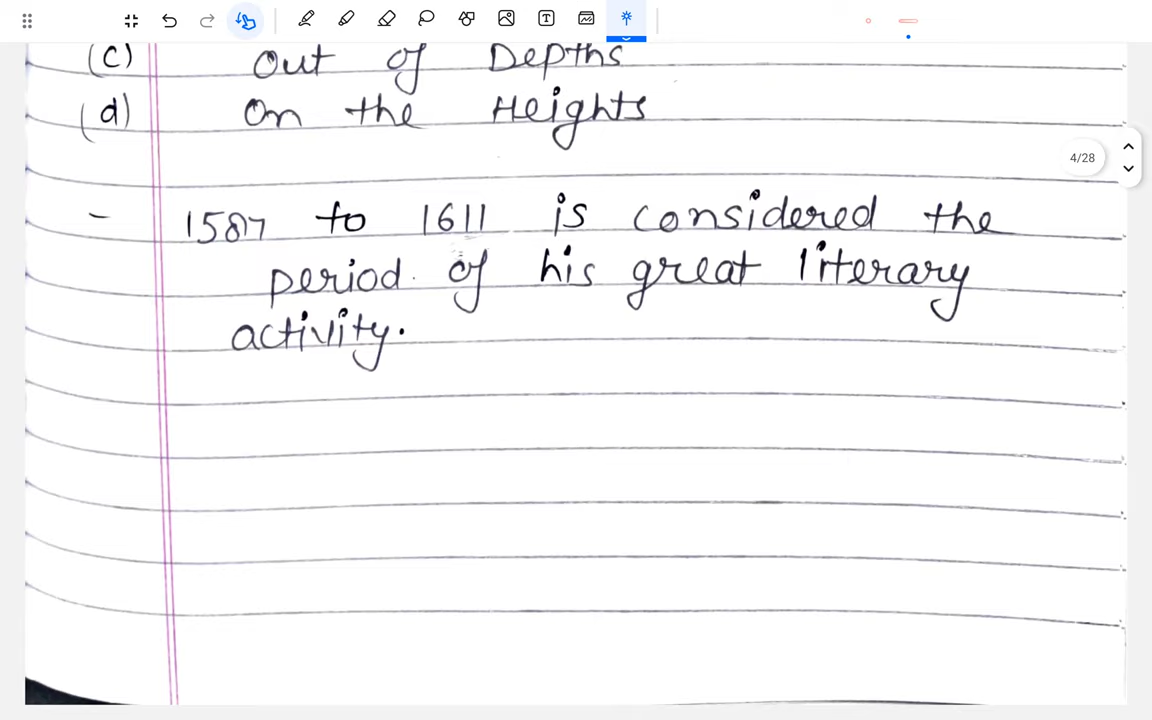 4/28
(c) Out of Depths
(d) On the Heights
- 1587 to 1611 is considered the
period of his great literary
activity.